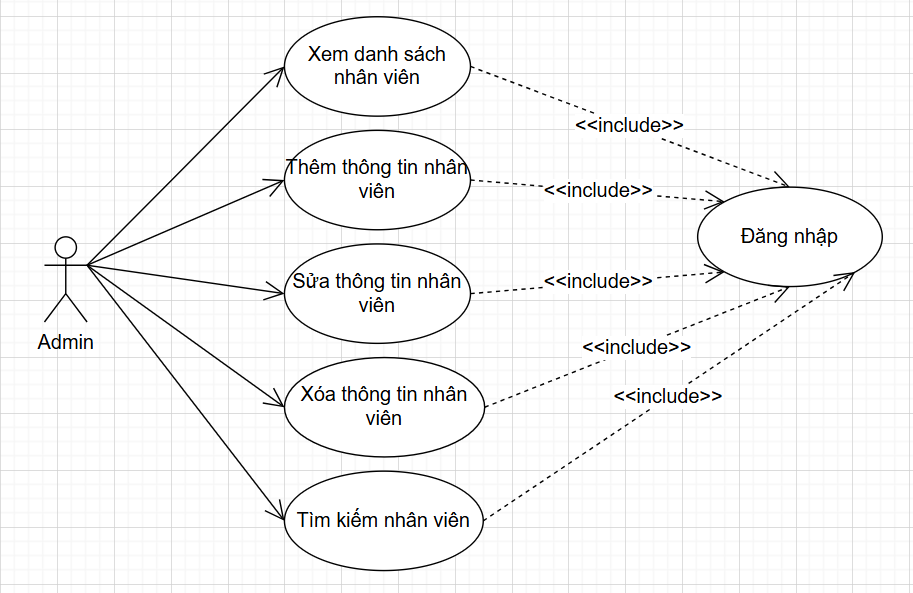 Xem danh sách
nhân viên
<<include>>
Thêm thông tin nhân
viên
<<include>>
Đăng nhập
Sửa thông tin nhân
viên
<<include>>
Admin
<<include>>
Xóa thông tin nhân
viên
<<include>>
Tìm kiếm nhân viên